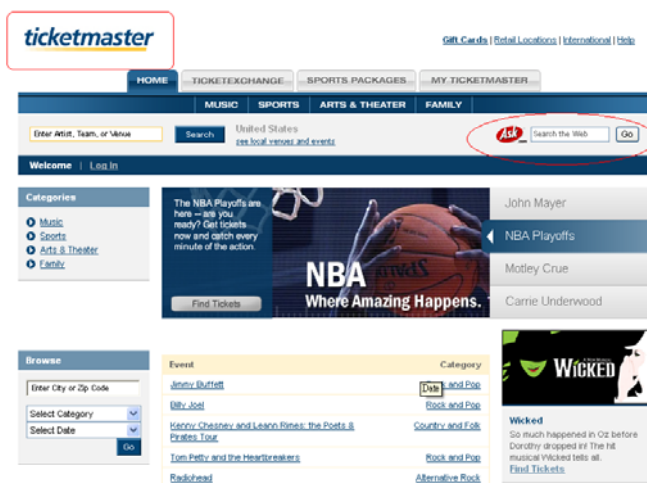 ticketmaster
Gift Cards | Retail Locations | International | Help
HOME TICKETEXCHANGE SPORTS PACKAGES MY TICKETMASTER
MUSIC SPORTS ARTS & THEATER FAMILY
Enter Artist, Team, or Venue
Search
United States
see local venues and events
Ask
Search the Web
Go
Welcome | Log In
Categories
Music
Sports
Arts & Theater
Family
The NBA Playoffs are
here -- are you
ready? Get tickets
now and catch every
minute of the action.
Find Tickets
NBA
Where Amazing Happens.
SPALDING
John Mayer
NBA Playoffs
Motley Crue
Carrie Underwood
Browse
Enter City or Zip Code
Select Category
Select Date
Go
Event Category
Jimmy Buffett and Pop
Date
Billy Joel Rock and Pop
Kenny Chesney and Leann Rimes: the Poets & Country and Folk
Pirates Tour
Tom Petty and the Heartbreakers Rock and Pop
Radiohead Alternative Rock
WICKED
Wicked
So much happened in Oz before
Dorothy dropped in! The hit
musical Wicked tells all.
Find Tickets